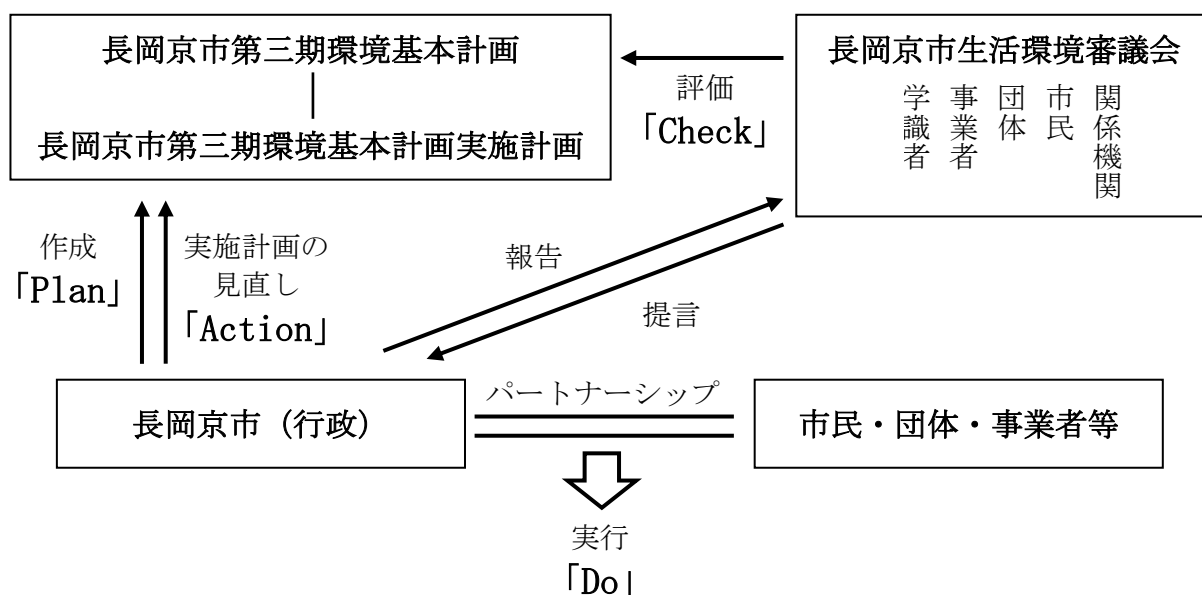 長岡京市第三期環境基本計画
長岡京市第三期環境基本計画実施計画
評価
「Check」
長岡京市生活環境審議会
学識者
事業者
団体
市民
関係機関
作成
「Plan」
実施計画の
見直し
「Action」
報告
提言
長岡京市（行政）
パートナーシップ
市民・団体・事業者等
実行
「Do」